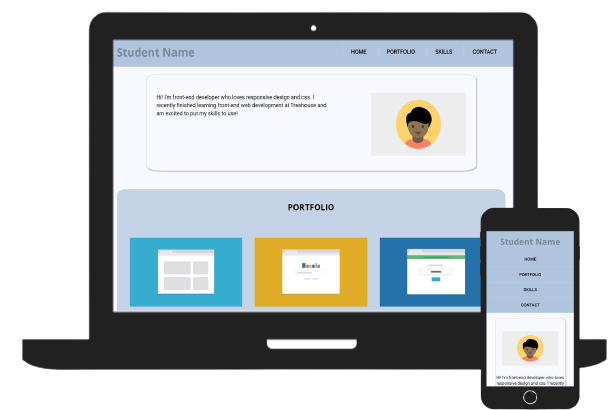 Student Name
HOME PORTFOLIO SKILLS CONTACT
Hi! I'm front-end developer who loves responsive design and css. I
recently finished learning front-end web development at Treehouse and
am excited to put my skills to use!
PORTFOLIO
Student Name
HOME
PORTFOLIO
SKILLS
CONTACT
Hi! I'm front-end developer who loves
responsive design and css. I recently